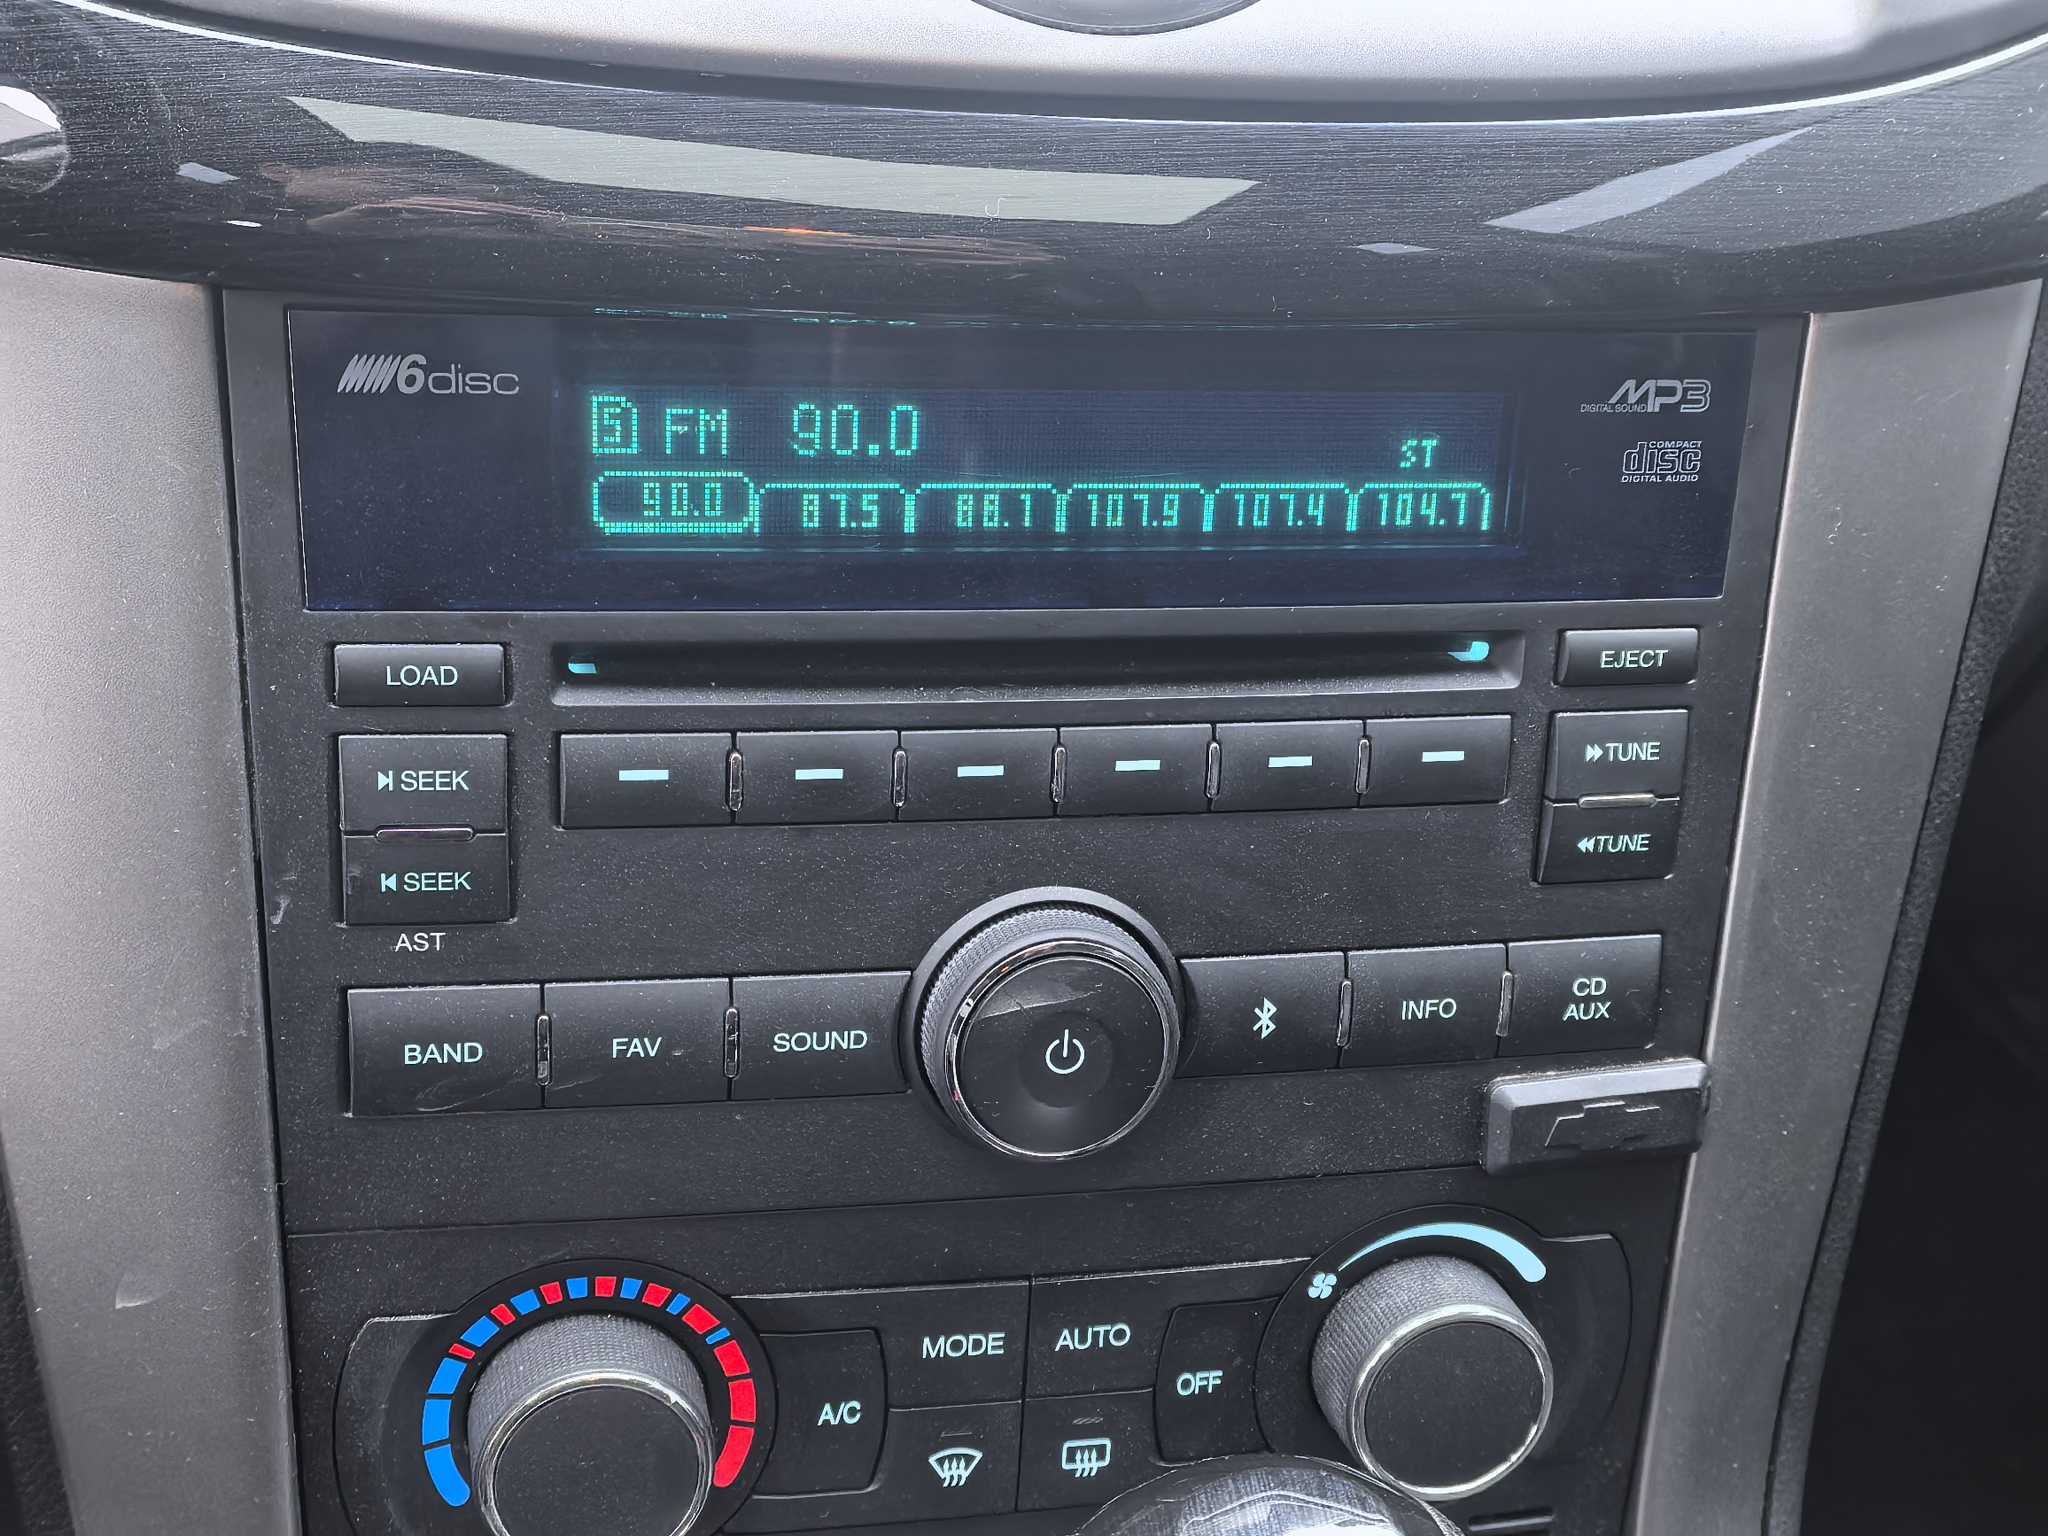 6disc
MP3
DIGITAL SOUND
5 FM 90.0
ST
COMPACT
disc
DIGITAL AUDIO
90.0 87.5 88.1 107.9 107.4 104.7
LOAD
EJECT
SEEK
TUNE
SEEK
TUNE
AST
BAND
FAV
SOUND
INFO
CD
AUX
MODE
AUTO
OFF
A/C